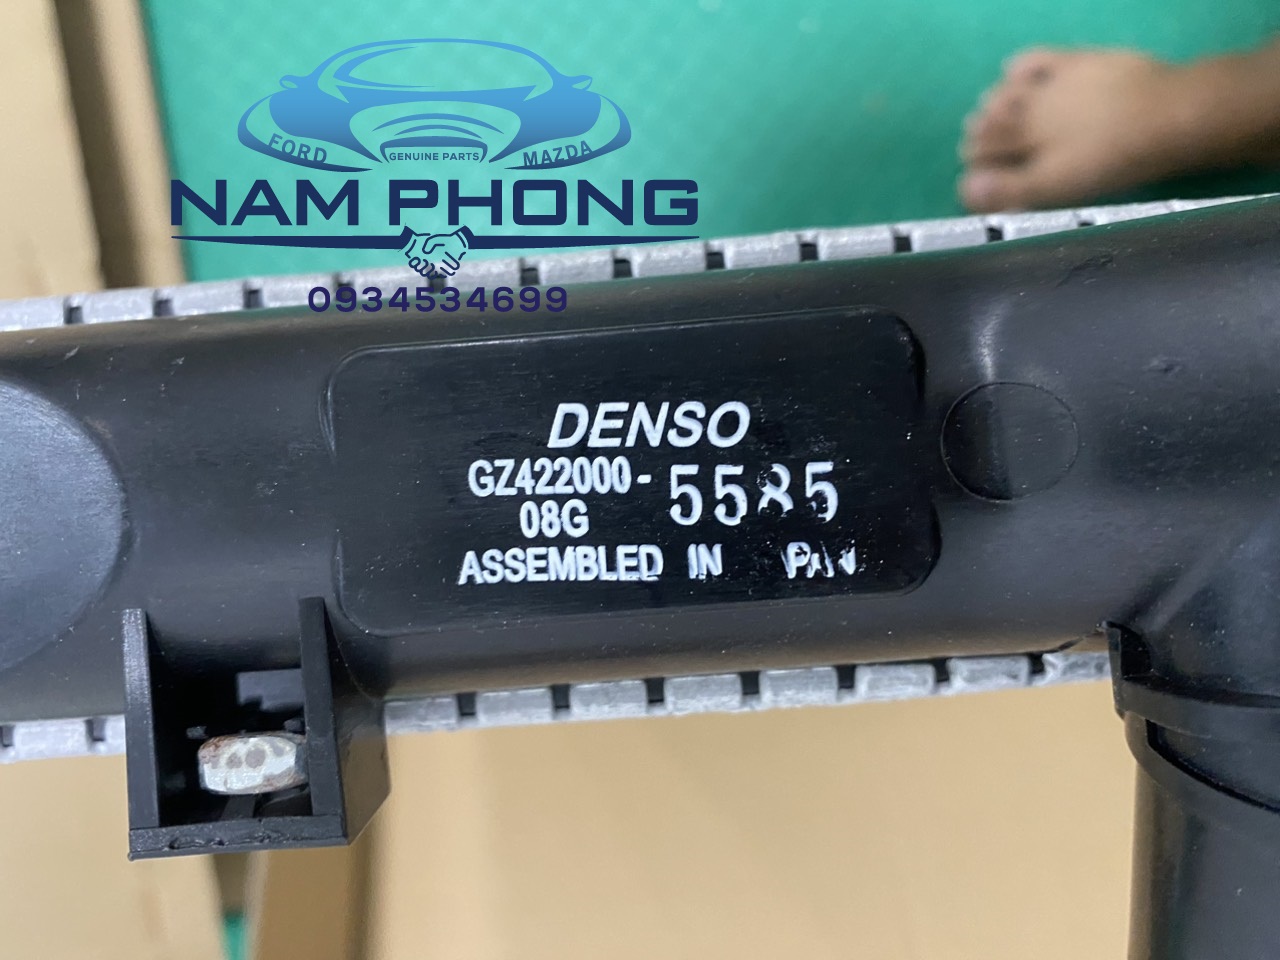 FORD
GENUINE PARTS
MAZDA
NAM PHONG
0934534699
DENSO
GZ422000-5585
08G
ASSEMBLED IN